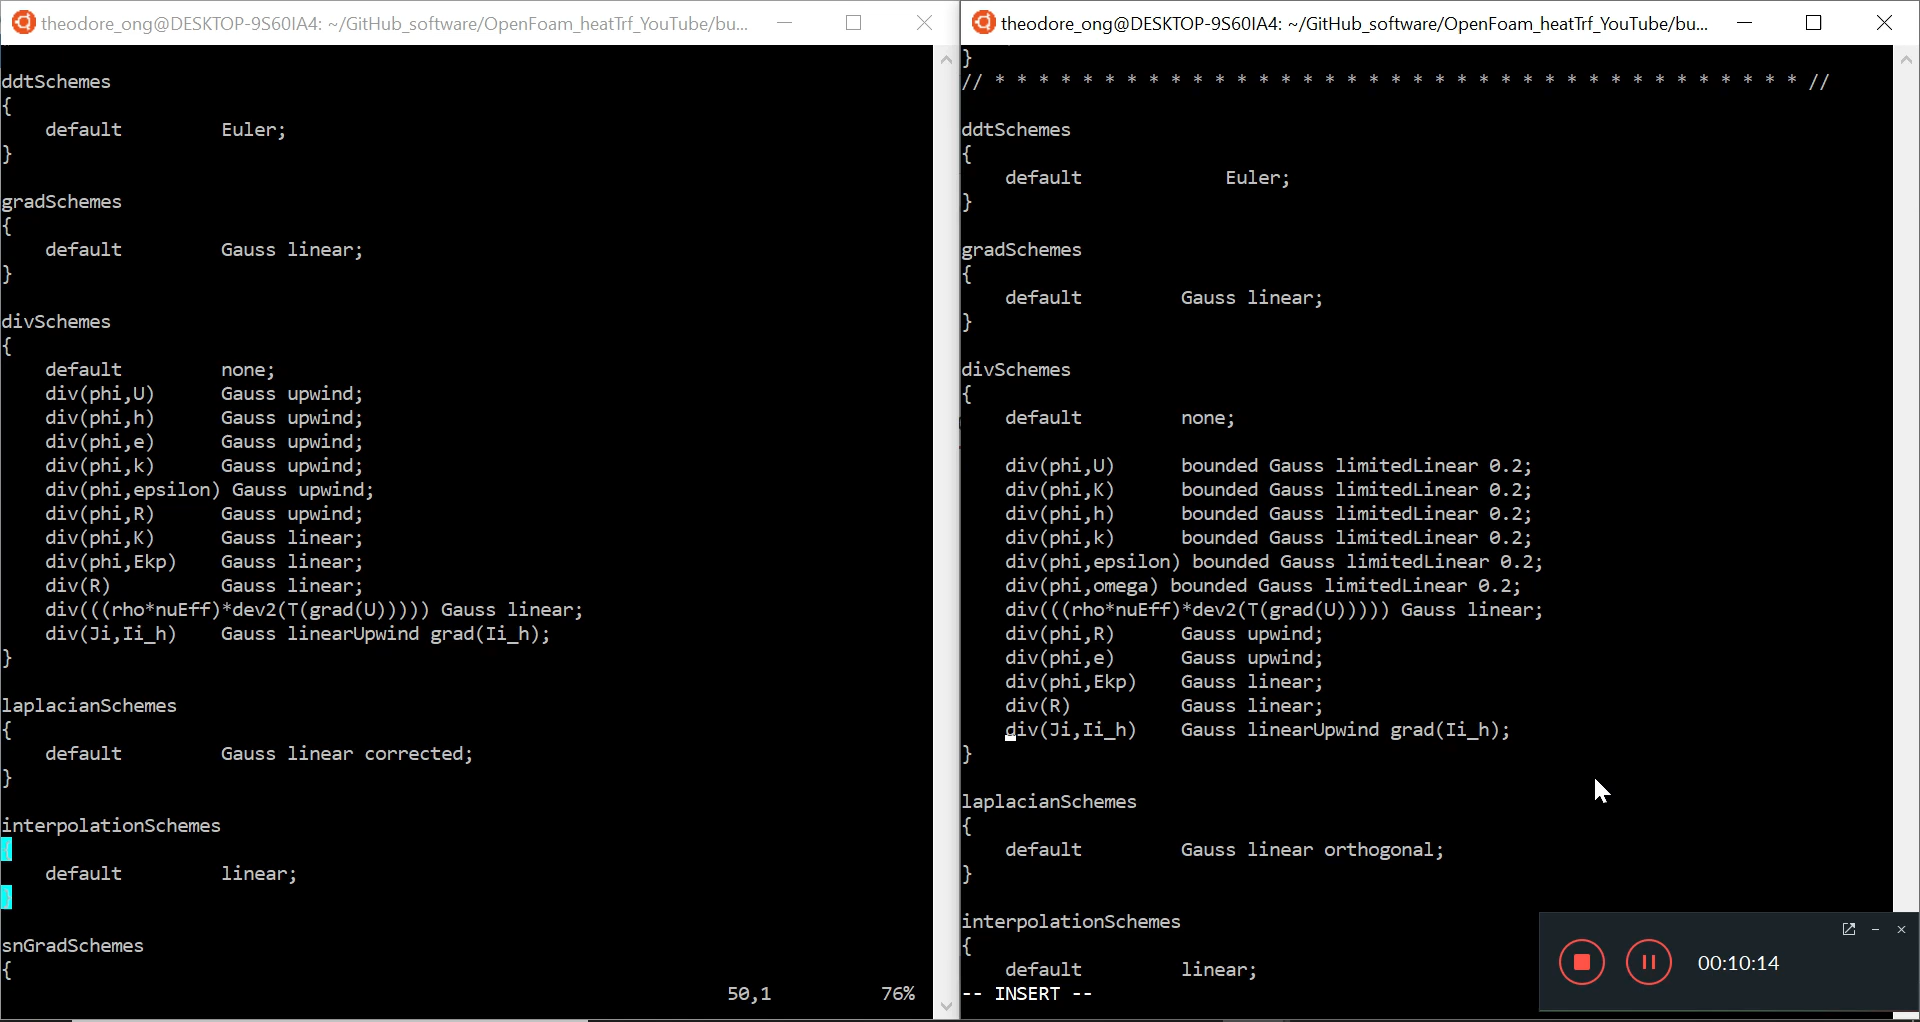 theodore_ong@DESKTOP-9S60IA4: ~/GitHub_software/OpenFoam_heatTrf_YouTube/bu...
ddtSchemes
{
    default         Euler;
}
gradSchemes
{
    default         Gauss linear;
}
divSchemes
{
    default         none;
    div(phi,U)      Gauss upwind;
    div(phi,h)      Gauss upwind;
    div(phi,e)      Gauss upwind;
    div(phi,k)      Gauss upwind;
    div(phi,epsilon) Gauss upwind;
    div(phi,R)      Gauss upwind;
    div(phi,K)      Gauss linear;
    div(phi,Ekp)    Gauss linear;
    div(R)          Gauss linear;
    div(((rho*nuEff)*dev2(T(grad(U))))) Gauss linear;
    div(Ji,Ii_h)    Gauss linearUpwind grad(Ii_h);
}
laplacianSchemes
{
    default         Gauss linear corrected;
}
interpolationSchemes
{
    default         linear;
}
snGradSchemes
{
50,1          76%
theodore_ong@DESKTOP-9S60IA4: ~/GitHub_software/OpenFoam_heatTrf_YouTube/bu...
}
// * * * * * * * * * * * * * * * * * * * * * * * * * * * * * * * * * * * * * //
ddtSchemes
{
    default             Euler;
}
gradSchemes
{
    default         Gauss linear;
}
divSchemes
{
    default         none;
    div(phi,U)      bounded Gauss limitedLinear 0.2;
    div(phi,K)      bounded Gauss limitedLinear 0.2;
    div(phi,h)      bounded Gauss limitedLinear 0.2;
    div(phi,k)      bounded Gauss limitedLinear 0.2;
    div(phi,epsilon) bounded Gauss limitedLinear 0.2;
    div(phi,omega) bounded Gauss limitedLinear 0.2;
    div(((rho*nuEff)*dev2(T(grad(U))))) Gauss linear;
    div(phi,R)      Gauss upwind;
    div(phi,e)      Gauss upwind;
    div(phi,Ekp)    Gauss linear;
    div(R)          Gauss linear;
    div(Ji,Ii_h)    Gauss linearUpwind grad(Ii_h);
}
laplacianSchemes
{
    default         Gauss linear orthogonal;
}
interpolationSchemes
{
    default         linear;
-- INSERT --
00:10:14